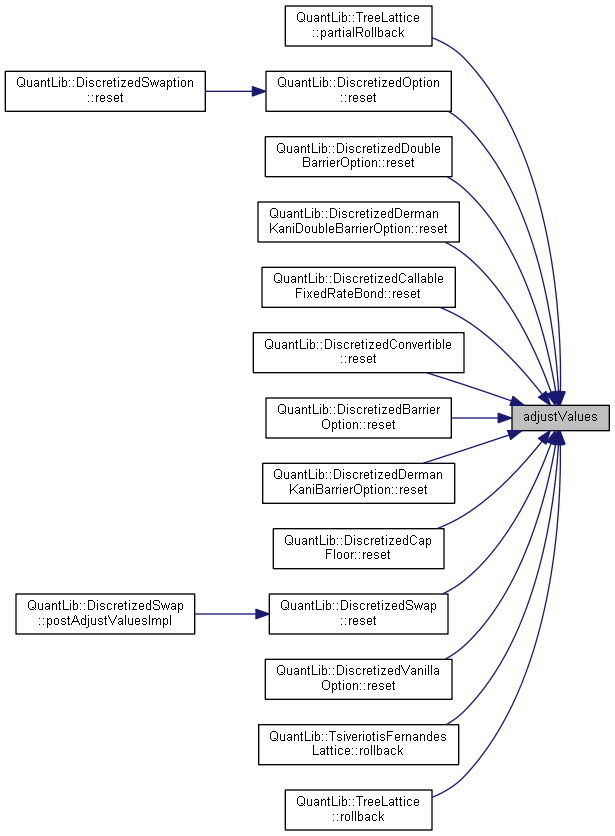 QuantLib::TreeLattice
::partialRollback
QuantLib::DiscretizedSwaption
::reset
QuantLib::DiscretizedOption
::reset
QuantLib::DiscretizedDouble
BarrierOption::reset
QuantLib::DiscretizedDerman
KaniDoubleBarrierOption::reset
QuantLib::DiscretizedCallable
FixedRateBond::reset
QuantLib::DiscretizedConvertible
::reset
QuantLib::DiscretizedBarrier
Option::reset
adjustValues
QuantLib::DiscretizedDerman
KaniBarrierOption::reset
QuantLib::DiscretizedCap
Floor::reset
QuantLib::DiscretizedSwap
::postAdjustValuesImpl
QuantLib::DiscretizedSwap
::reset
QuantLib::DiscretizedVanilla
Option::reset
QuantLib::TsiveriotisFernandes
Lattice::rollback
QuantLib::TreeLattice
::rollback